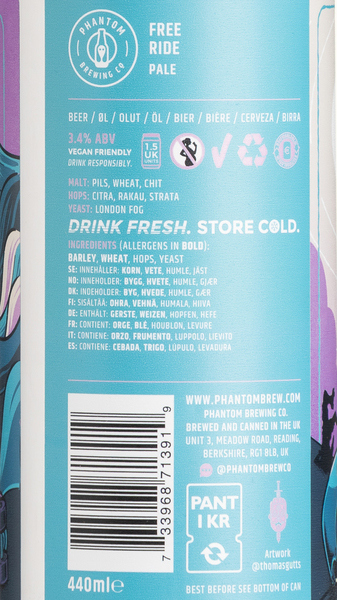 PHANTOM
BREWING CO
FREE
RIDE
PALE
BEER / ØL / OLUT / ÖL / BIER / BIÈRE / CERVEZA / BIRRA
3.4% ABV
VEGAN FRIENDLY
DRINK RESPONSIBLY.
1.5
UK
UNITS
MALT: PILS, WHEAT, CHIT
HOPS: CITRA, RAKAU, STRATA
YEAST: LONDON FOG
DRINK FRESH. STORE COLD.
INGREDIENTS (ALLERGENS IN BOLD):
BARLEY, WHEAT, HOPS, YEAST
SE: INNEHÅLLER: KORN, VETE, HUMLE, JÄST
NO: INNEHOLDER: BYGG, HVETE, HUMLE, GJÆR
DK: INDEHOLDER: BYG, HVEDE, HUMLE, GÆR
FI: SISÄLTÄÄ: OHRA, VEHNÄ, HUMALA, HIIVA
DE: ENTHÄLT: GERSTE, WEIZEN, HOPFEN, HEFE
FR: CONTIENT: ORGE, BLÉ, HOUBLON, LEVURE
IT: CONTIENE: ORZO, FRUMENTO, LUPPOLO, LIEVITO
ES: CONTIENE: CEBADA, TRIGO, LÚPULO, LEVADURA
7 33968 71391 9
440ml e
WWW.PHANTOMBREW.COM
PHANTOM BREWING CO.
BREWED AND CANNED IN THE UK
UNIT 3, MEADOW ROAD, READING,
BERKSHIRE, RG1 8LB, UK
@PHANTOMBREWCO
PANT
1 KR
Artwork
@thomasgutts
BEST BEFORE SEE BOTTOM OF CAN